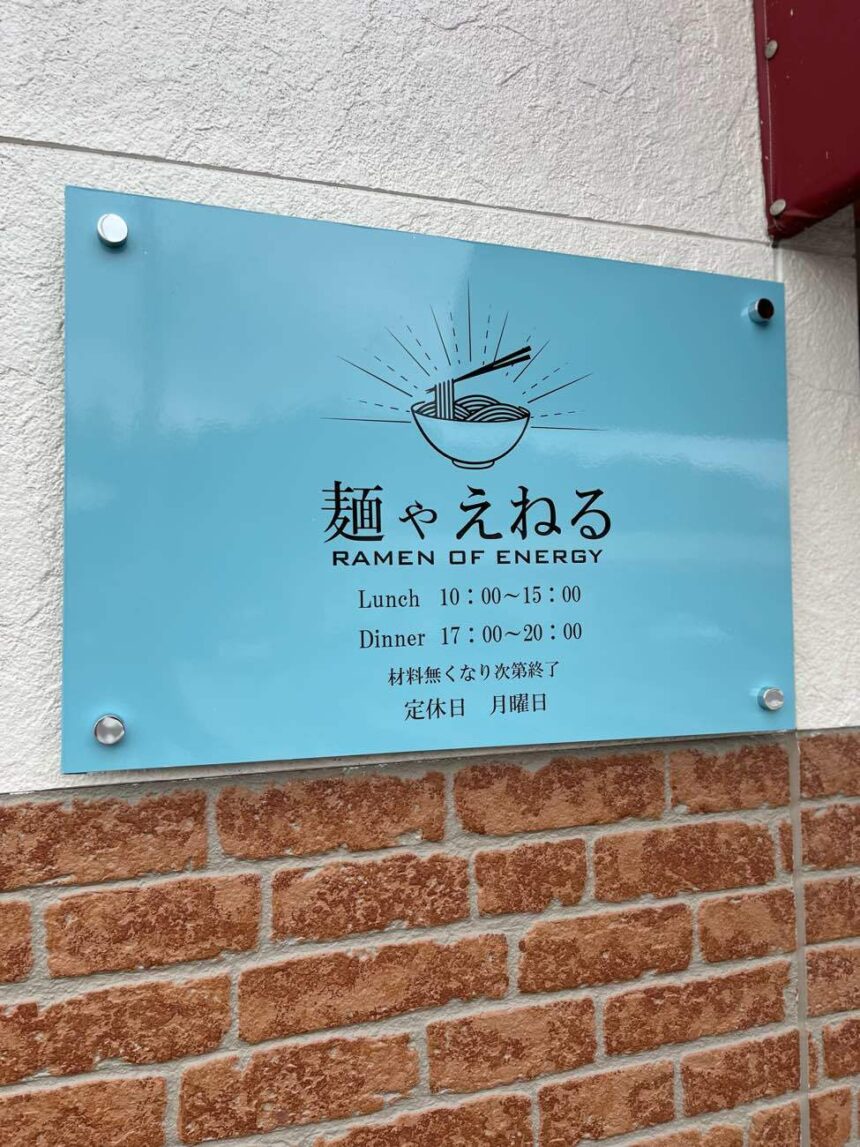 麺ゃえねる
RAMEN OF ENERGY
Lunch 10：00〜15：00
Dinner 17：00〜20：00
材料無くなり次第終了
定休日 月曜日